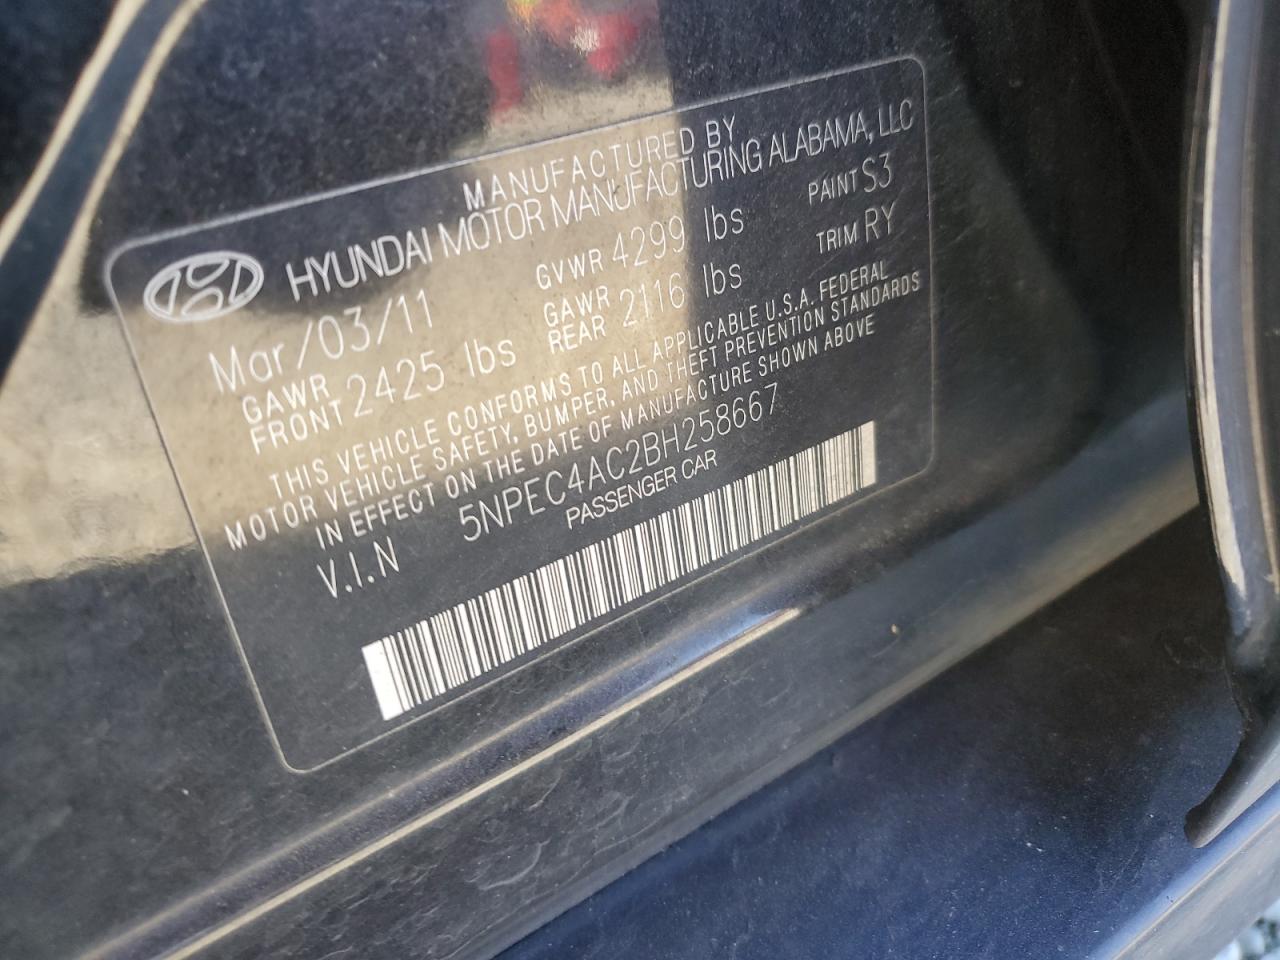 MANUFACTURED BY
HYUNDAI MOTOR MANUFACTURING ALABAMA, LLC
Mar/03/11 GVWR 4299 lbs PAINT S3
GAWR FRONT 2425 lbs GAWR REAR 2116 lbs TRIM RY
THIS VEHICLE CONFORMS TO ALL APPLICABLE U.S.A. FEDERAL
MOTOR VEHICLE SAFETY, BUMPER, AND THEFT PREVENTION STANDARDS
IN EFFECT ON THE DATE OF MANUFACTURE SHOWN ABOVE
V.I.N 5NPEC4AC2BH258667
PASSENGER CAR